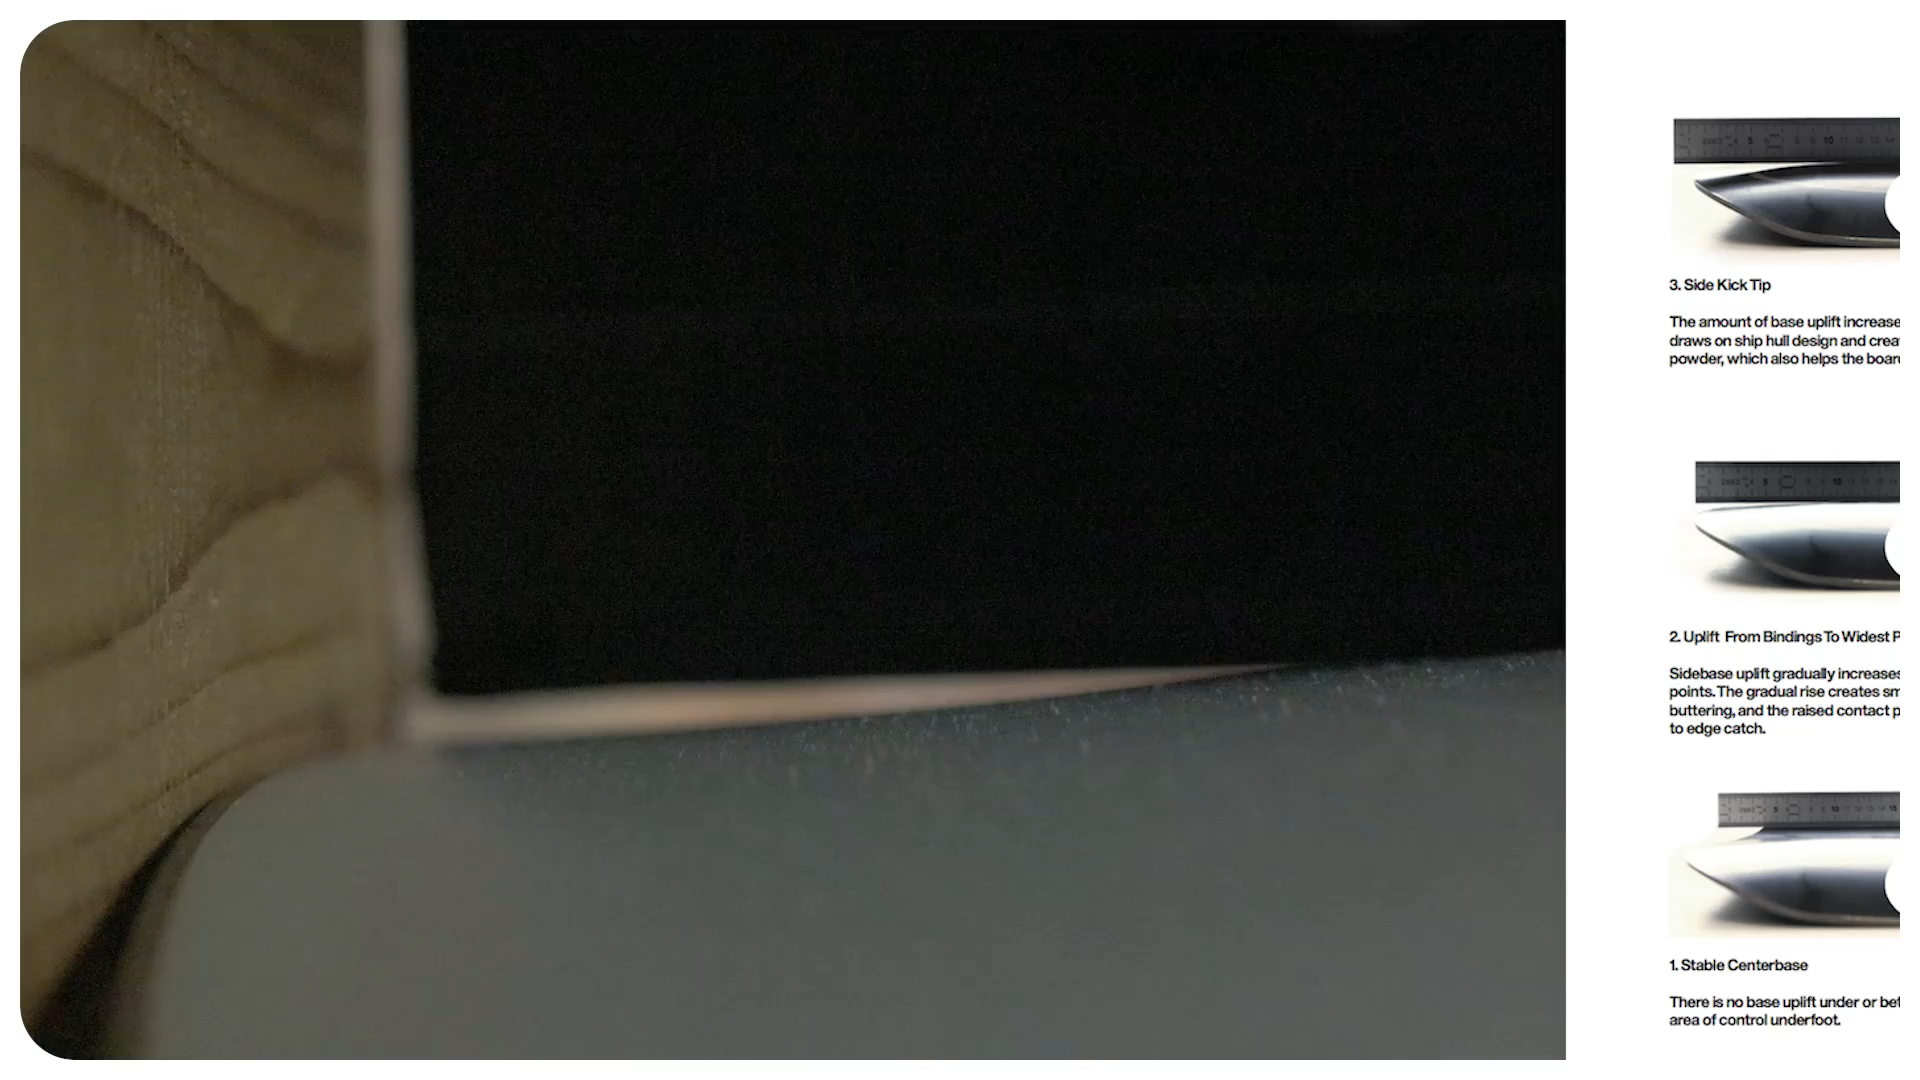 3. Side Kick Tip
The amount of base uplift increase
draws on ship hull design and crea
powder, which also helps the boar
2. Uplift From Bindings To Widest P
Sidebase uplift gradually increases
points. The gradual rise creates sm
buttering, and the raised contact p
to edge catch.
1. Stable Centerbase
There is no base uplift under or bet
area of control underfoot.